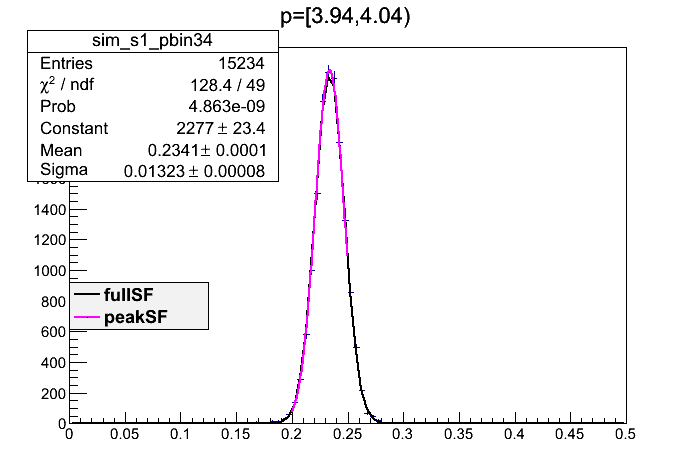 p=[3.94,4.04)
sim_s1_pbin34
Entries 15234
χ² / ndf 128.4 / 49
Prob 4.863e-09
Constant 2277 ± 23.4
Mean 0.2341 ± 0.0001
Sigma 0.01323 ± 0.00008
1600
1400
1200
1000
800
fullSF
peakSF
600
400
200
0
0 0.05 0.1 0.15 0.2 0.25 0.3 0.35 0.4 0.45 0.5